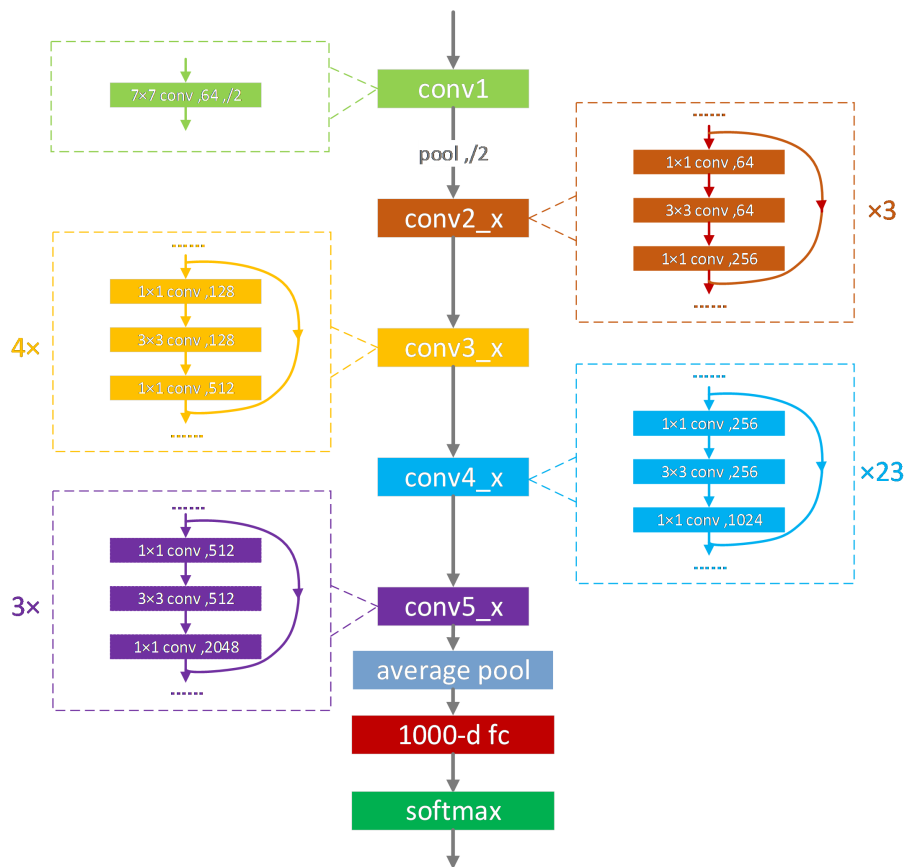 conv1
7×7 conv ,64 ,/2
pool ,/2
conv2_x
1×1 conv ,64
3×3 conv ,64
1×1 conv ,256
×3
conv3_x
4×
1×1 conv ,128
3×3 conv ,128
1×1 conv ,512
conv4_x
1×1 conv ,256
3×3 conv ,256
1×1 conv ,1024
×23
conv5_x
3×
1×1 conv ,512
3×3 conv ,512
1×1 conv ,2048
average pool
1000-d fc
softmax